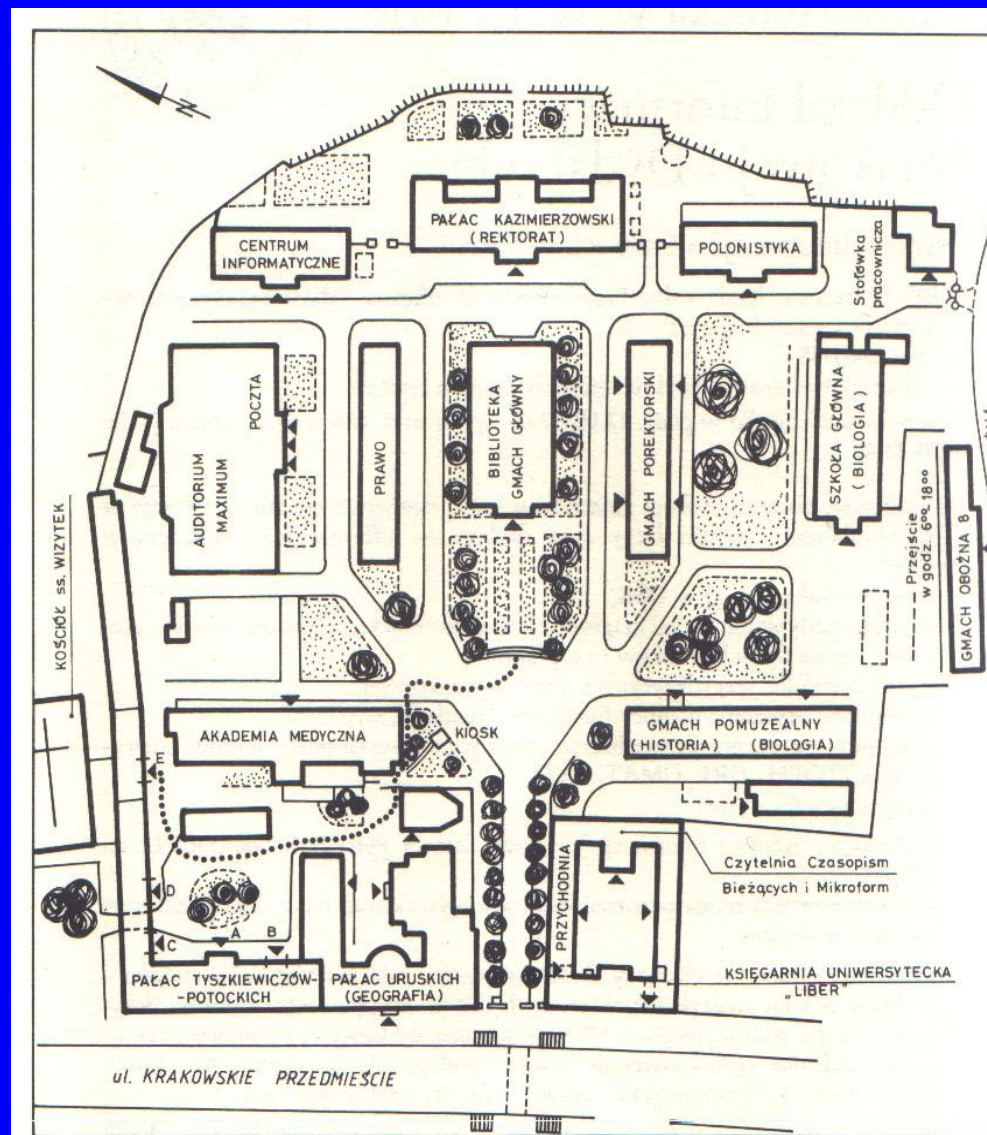 N
PAŁAC KAZIMIERZOWSKI
(REKTORAT)
CENTRUM
INFORMATYCZNE
POLONISTYKA
Stołówka
pracownicza
POCZTA
AUDITORIUM
MAXIMUM
PRAWO
BIBLIOTEKA
GMACH GŁÓWNY
GMACH POREKTORSKI
SZKOŁA GŁÓWNA
( BIOLOGIA )
Przejście
w godz. 6⁰⁰-18⁰⁰
GMACH OBOŹNA 8
KOŚCIÓŁ ss. WIZYTEK
AKADEMIA MEDYCZNA
KIOSK
GMACH POMUZEALNY
(HISTORIA) (BIOLOGIA)
E
D
C
A
B
PRZYCHODNIA
Czytelnia Czasopism
Bieżących i Mikroform
PAŁAC TYSZKIEWICZÓW-
-POTOCKICH
PAŁAC URUSKICH
(GEOGRAFIA)
KSIĘGARNIA UNIWERSYTECKA
"LIBER"
ul. KRAKOWSKIE PRZEDMIEŚCIE